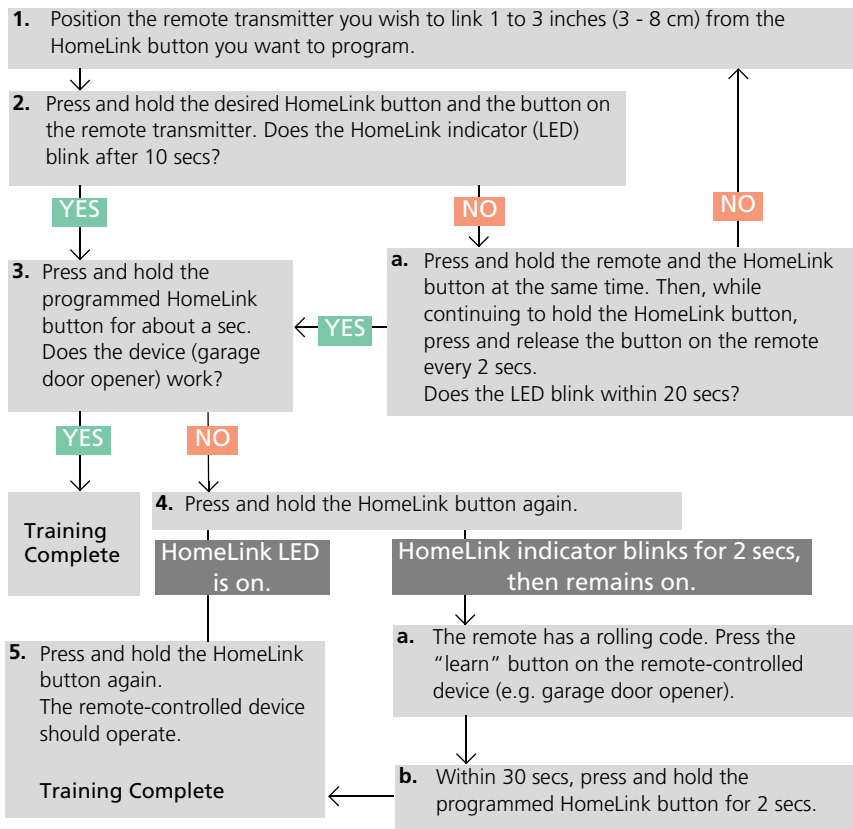 1. Position the remote transmitter you wish to link 1 to 3 inches (3 - 8 cm) from the
HomeLink button you want to program.
2. Press and hold the desired HomeLink button and the button on
the remote transmitter. Does the HomeLink indicator (LED)
blink after 10 secs?
YES
NO
NO
3. Press and hold the
programmed HomeLink
button for about a sec.
Does the device (garage
door opener) work?
a. Press and hold the remote and the HomeLink
button at the same time. Then, while
continuing to hold the HomeLink button,
press and release the button on the remote
every 2 secs.
Does the LED blink within 20 secs?
YES
YES
NO
Training
Complete
4. Press and hold the HomeLink button again.
HomeLink LED
is on.
HomeLink indicator blinks for 2 secs,
then remains on.
a. The remote has a rolling code. Press the
“learn” button on the remote-controlled
device (e.g. garage door opener).
5. Press and hold the HomeLink
button again.
The remote-controlled device
should operate.
Training Complete
b. Within 30 secs, press and hold the
programmed HomeLink button for 2 secs.